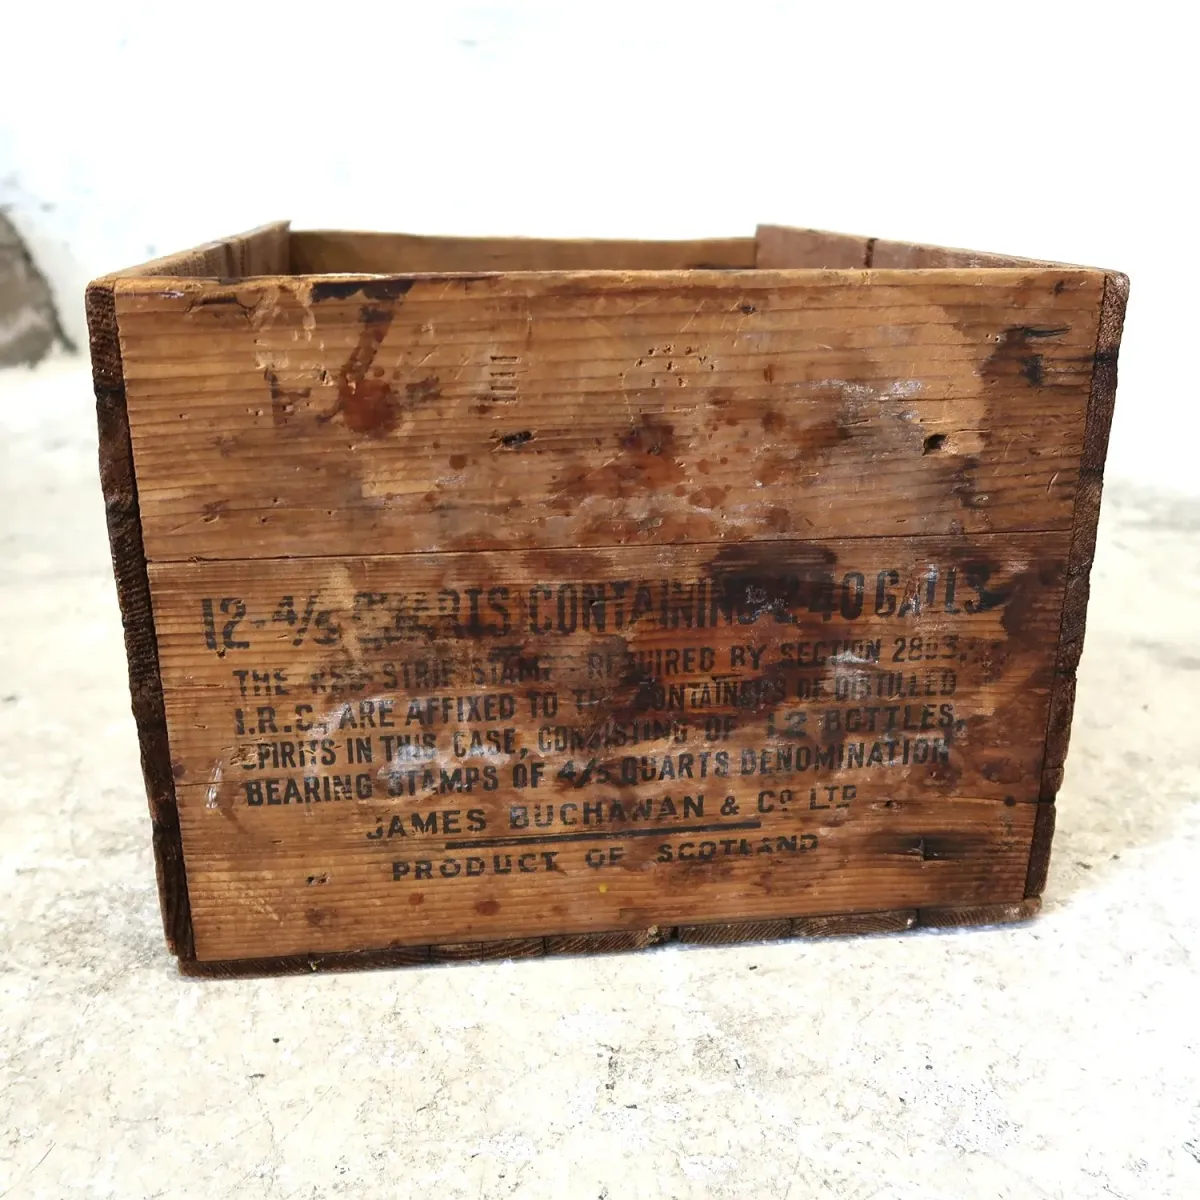 12-4/5 QUARTS CONTAINING 2.40 GALLS
THE RED STRIP STAMPS REQUIRED BY SECTION 2803,
I.R.C., ARE AFFIXED TO THE CONTAINERS OF DISTILLED
SPIRITS IN THIS CASE, CONSISTING OF 12 BOTTLES,
BEARING STAMPS OF 4/5 QUARTS DENOMINATION
JAMES BUCHANAN & Co LTD
PRODUCT OF SCOTLAND